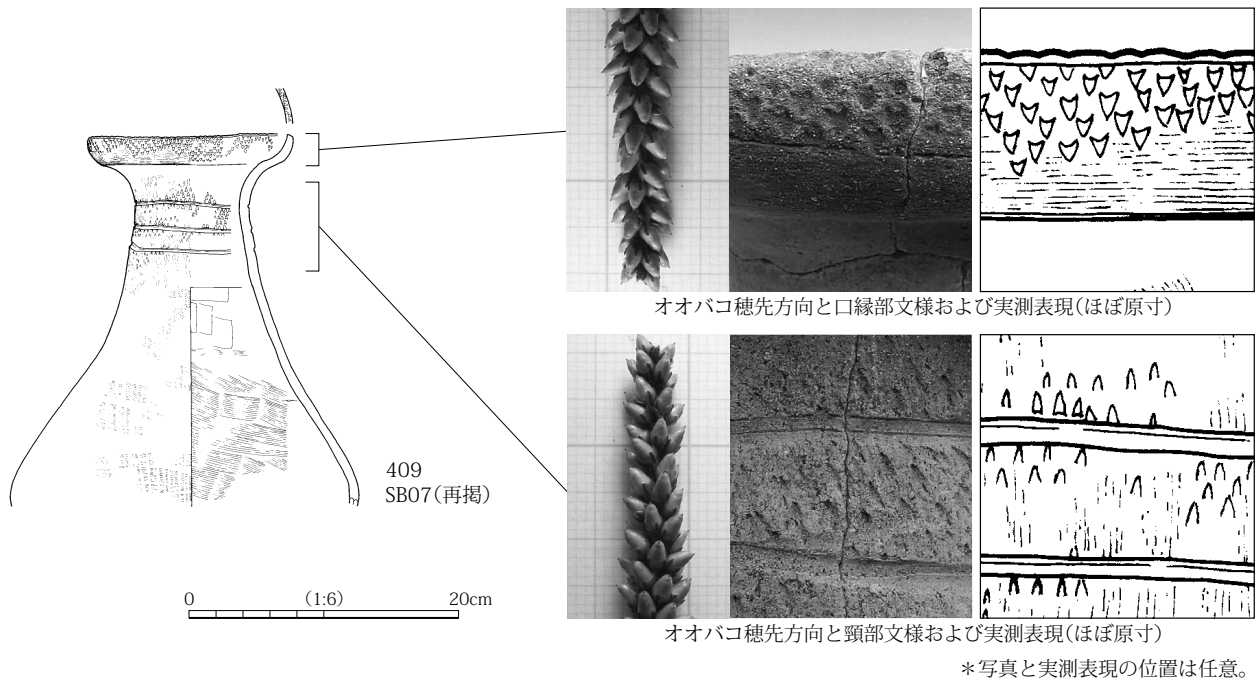 オオバコ穂先方向と口縁部文様および実測表現（ほぼ原寸）
409
SB07（再掲）
0 (1:6) 20cm
オオバコ穂先方向と頸部文様および実測表現（ほぼ原寸）
＊写真と実測表現の位置は任意。